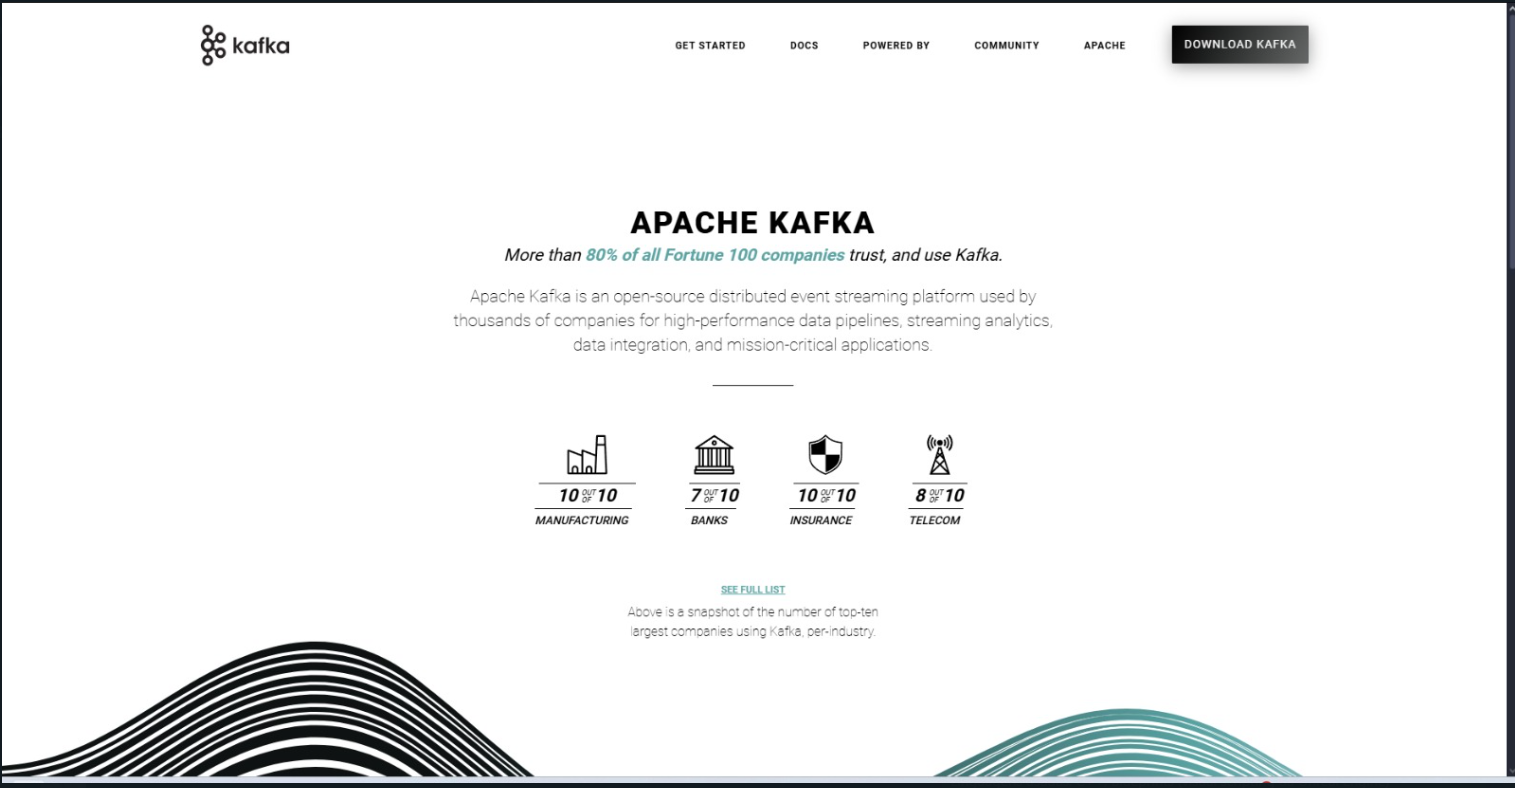 kafka
GET STARTED
DOCS
POWERED BY
COMMUNITY
APACHE
DOWNLOAD KAFKA
APACHE KAFKA
More than 80% of all Fortune 100 companies trust, and use Kafka.
Apache Kafka is an open-source distributed event streaming platform used by
thousands of companies for high-performance data pipelines, streaming analytics,
data integration, and mission-critical applications.
10 OUT OF 10
MANUFACTURING
7 OUT OF 10
BANKS
10 OUT OF 10
INSURANCE
8 OUT OF 10
TELECOM
SEE FULL LIST
Above is a snapshot of the number of top-ten
largest companies using Kafka, per-industry.